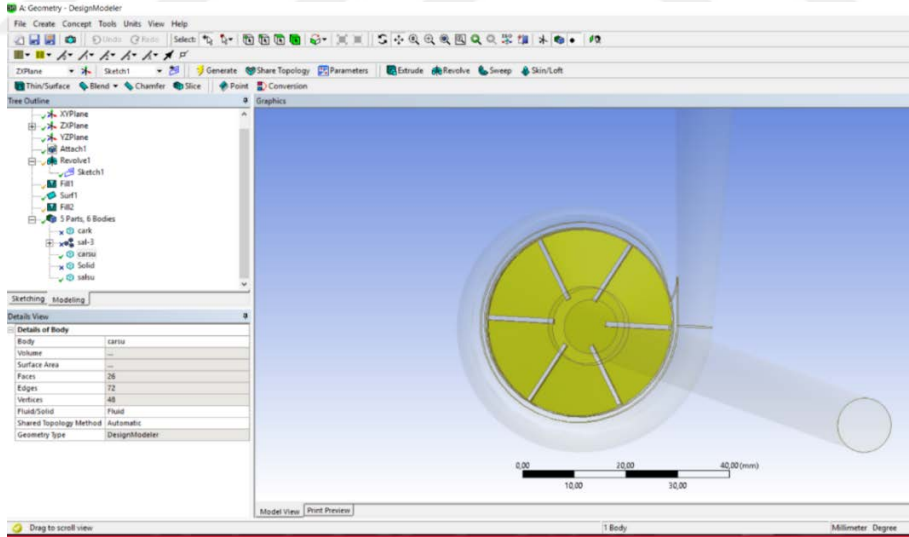 A: Geometry - DesignModeler
File Create Concept Tools Units View Help
Undo Redo Select:
ZXPlane Sketch1 Generate Share Topology Parameters Extrude Revolve Sweep Skin/Loft
Thin/Surface Blend Chamfer Slice Point Conversion
Tree Outline
Graphics
XYPlane
ZXPlane
YZPlane
Attach1
Revolve1
Sketch1
Fill1
Surf1
Fill2
5 Parts, 6 Bodies
cark
sal-3
carsu
Solid
salsu
Sketching Modeling
Details View
Details of Body
Body carsu
Volume ...
Surface Area ...
Faces 26
Edges 72
Vertices 48
Fluid/Solid Fluid
Shared Topology Method Automatic
Geometry Type DesignModeler
0,00 20,00 40,00 (mm)
10,00 30,00
Model View Print Preview
Drag to scroll view 1 Body Millimeter Degree